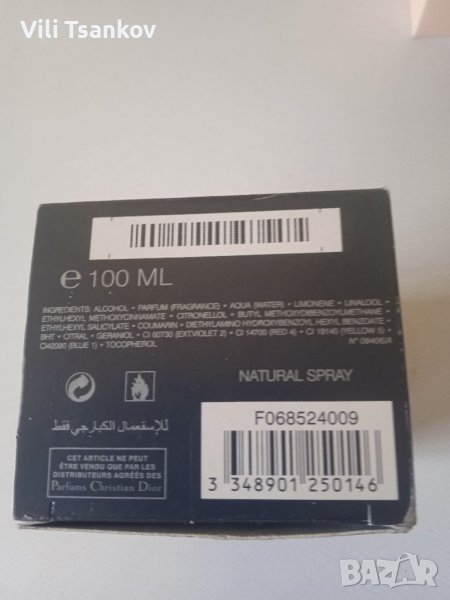 Vili Tsankov
e 100 ML
INGREDIENTS: ALCOHOL • PARFUM (FRAGRANCE) • AQUA (WATER) • LIMONENE • LINALOOL •
ETHYLHEXYL METHOXYCINNAMATE • CITRONELLOL • BUTYL METHOXYDIBENZOYLMETHANE •
ETHYLHEXYL SALICYLATE • COUMARIN • DIETHYLAMINO HYDROXYBENZOYL HEXYL BENZOATE •
BHT • CITRAL • GERANIOL • CI 60730 (EXT.VIOLET 2) • CI 14700 (RED 4) • CI 19140 (YELLOW 5) •
CI42090 (BLUE 1) • TOCOPHEROL
N° 09406/A
NATURAL SPRAY
للإستعمال الخارجي فقط
F068524009
3 348901 250146
CET ARTICLE NE PEUT
ÊTRE VENDU QUE PAR LES
DISTRIBUTEURS AGRÉÉS DES
Parfums Christian Dior
BAZAR